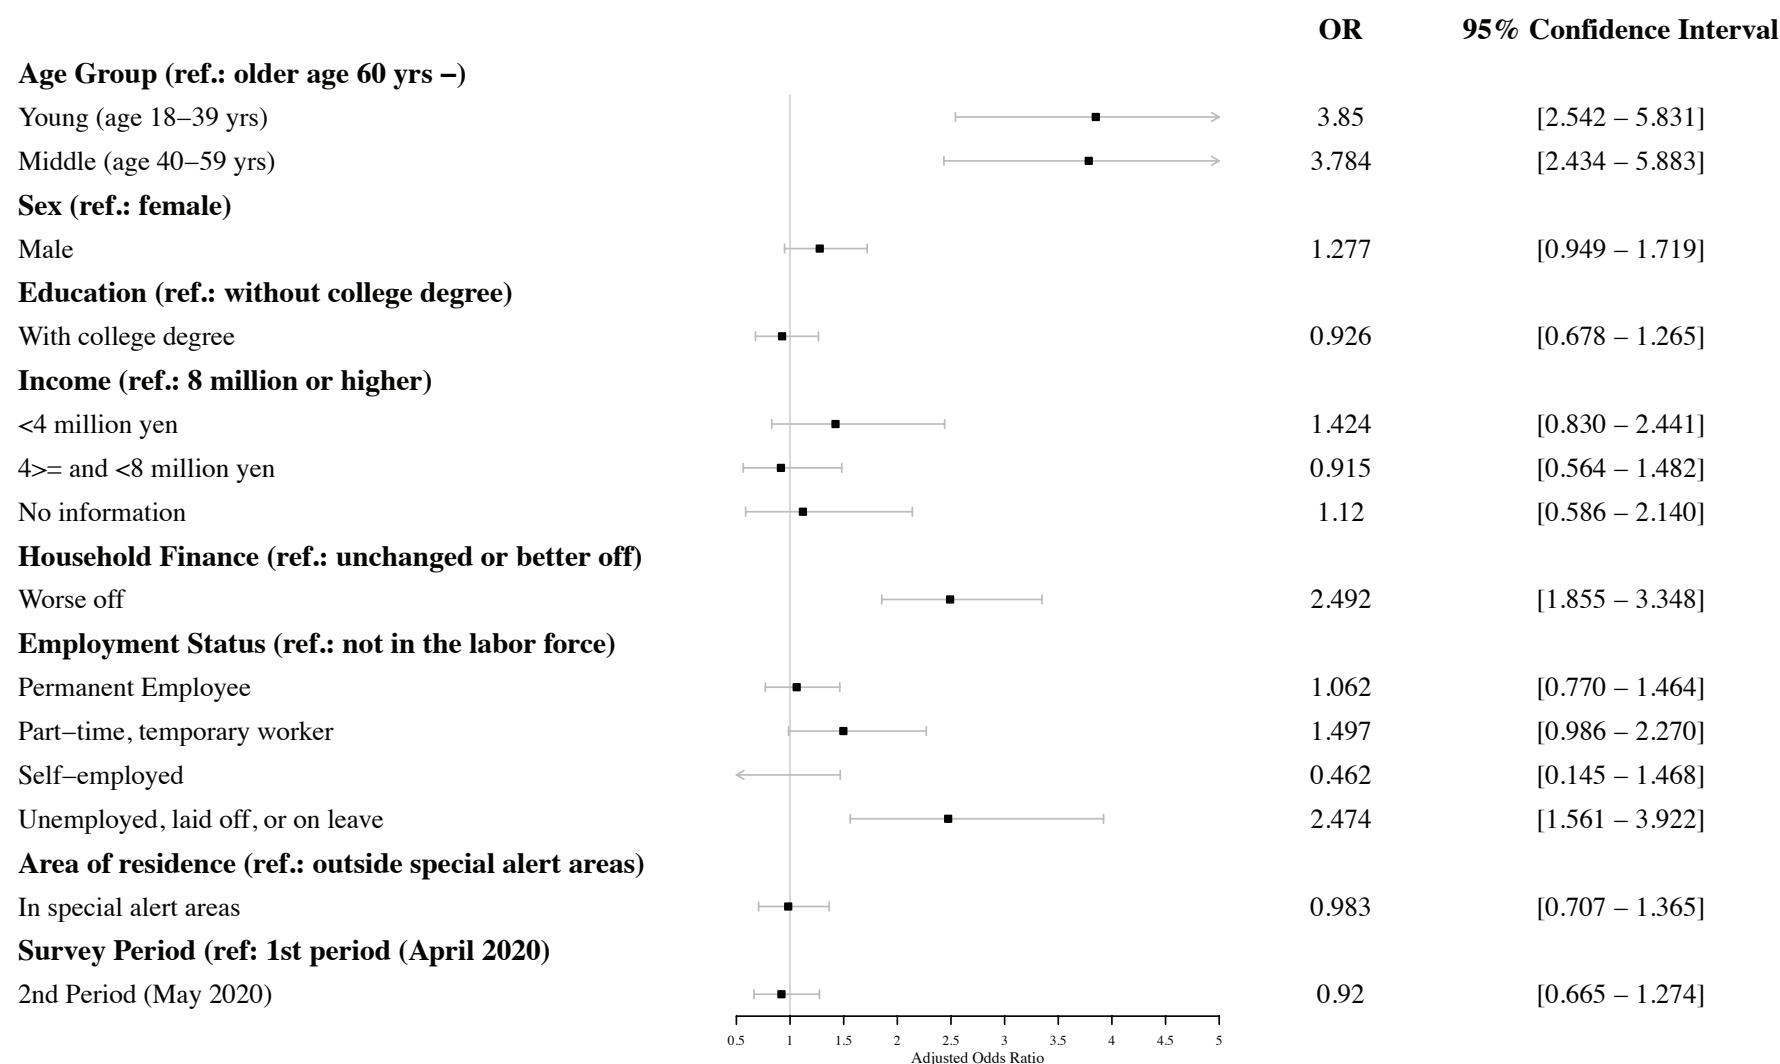 OR 95% Confidence Interval
Age Group (ref.: older age 60 yrs −)
Young (age 18−39 yrs) 3.85 [2.542 − 5.831]
Middle (age 40−59 yrs) 3.784 [2.434 − 5.883]
Sex (ref.: female)
Male 1.277 [0.949 − 1.719]
Education (ref.: without college degree)
With college degree 0.926 [0.678 − 1.265]
Income (ref.: 8 million or higher)
<4 million yen 1.424 [0.830 − 2.441]
4>= and <8 million yen 0.915 [0.564 − 1.482]
No information 1.12 [0.586 − 2.140]
Household Finance (ref.: unchanged or better off)
Worse off 2.492 [1.855 − 3.348]
Employment Status (ref.: not in the labor force)
Permanent Employee 1.062 [0.770 − 1.464]
Part−time, temporary worker 1.497 [0.986 − 2.270]
Self−employed 0.462 [0.145 − 1.468]
Unemployed, laid off, or on leave 2.474 [1.561 − 3.922]
Area of residence (ref.: outside special alert areas)
In special alert areas 0.983 [0.707 − 1.365]
Survey Period (ref: 1st period (April 2020)
2nd Period (May 2020) 0.92 [0.665 − 1.274]
0.5 1 1.5 2 2.5 3 3.5 4 4.5 5
Adjusted Odds Ratio